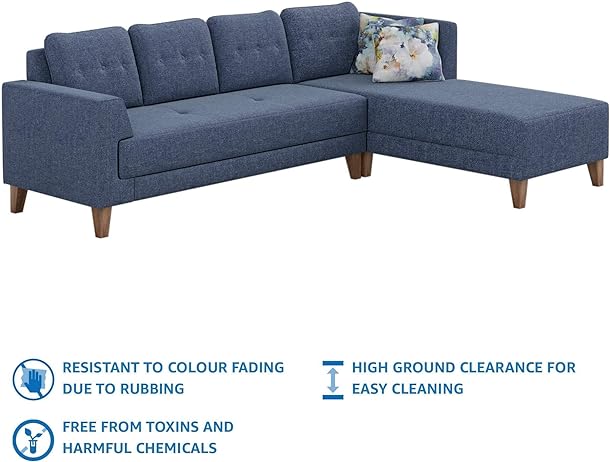 RESISTANT TO COLOUR FADING
DUE TO RUBBING
HIGH GROUND CLEARANCE FOR
EASY CLEANING
FREE FROM TOXINS AND
HARMFUL CHEMICALS